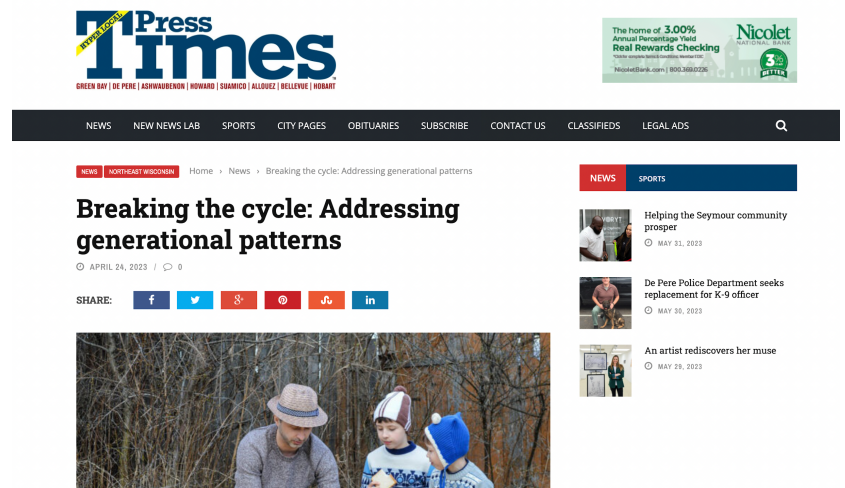 HYPER LOCAL
Press
Times
GREEN BAY | DE PERE | ASHWAUBENON | HOWARD | SUAMICO | ALLOUEZ | BELLEVUE | HOBART
The home of 3.00%
Annual Percentage Yield
Real Rewards Checking
NicoletBank.com | 800.369.0226
Nicolet
NATIONAL BANK
3%
BETTER
NEWS NEW NEWS LAB SPORTS CITY PAGES OBITUARIES SUBSCRIBE CONTACT US CLASSIFIEDS LEGAL ADS
NEWS NORTHEAST WISCONSIN Home › News › Breaking the cycle: Addressing generational patterns
Breaking the cycle: Addressing
generational patterns
APRIL 24, 2023 / 0
SHARE:
NEWS SPORTS
Helping the Seymour community
prosper
MAY 31, 2023
De Pere Police Department seeks
replacement for K-9 officer
MAY 30, 2023
An artist rediscovers her muse
MAY 29, 2023